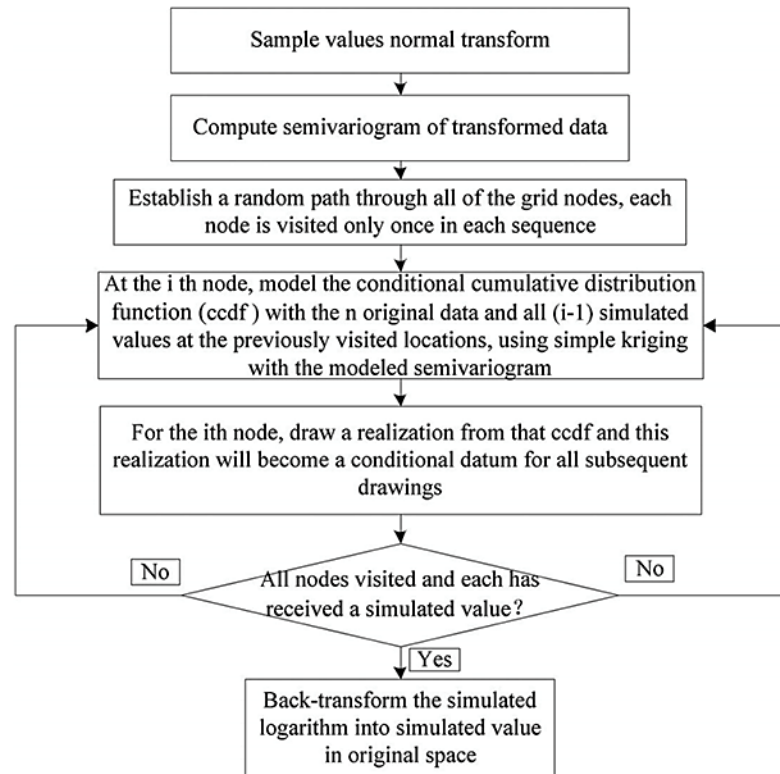 Sample values normal transform
Compute semivariogram of transformed data
Establish a random path through all of the grid nodes, each
node is visited only once in each sequence
At the i th node, model the conditional cumulative distribution
function (ccdf ) with the n original data and all (i-1) simulated
values at the previously visited locations, using simple kriging
with the modeled semivariogram
For the ith node, draw a realization from that ccdf and this
realization will become a conditional datum for all subsequent
drawings
No
All nodes visited and each has
received a simulated value?
No
Yes
Back-transform the simulated
logarithm into simulated value
in original space